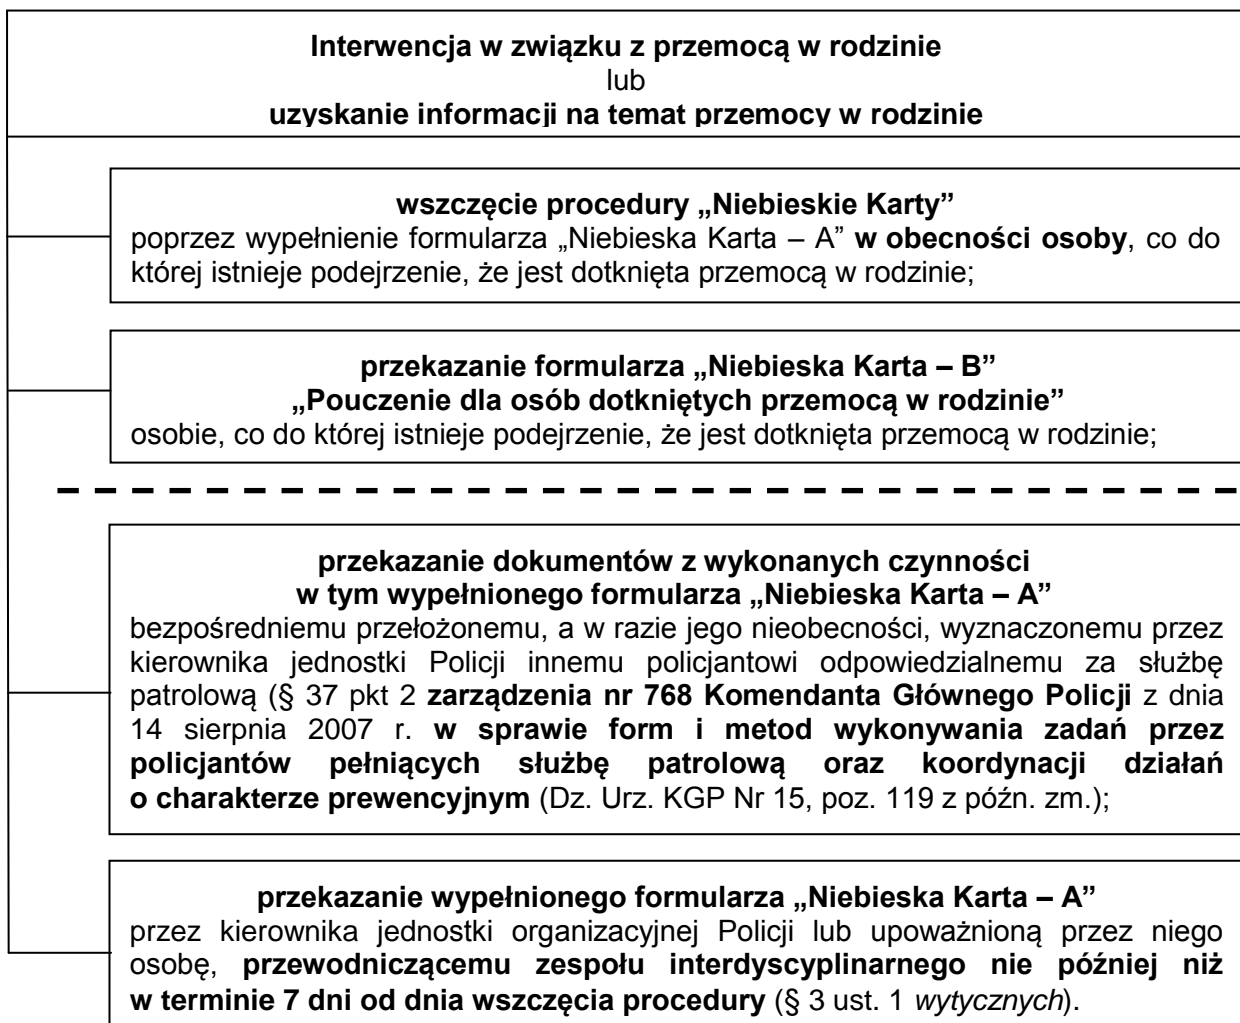 Interwencja w związku z przemocą w rodzinie
lub
uzyskanie informacji na temat przemocy w rodzinie
wszczęcie procedury „Niebieskie Karty”
poprzez wypełnienie formularza „Niebieska Karta – A” w obecności osoby, co do
której istnieje podejrzenie, że jest dotknięta przemocą w rodzinie;
przekazanie formularza „Niebieska Karta – B”
„Pouczenie dla osób dotkniętych przemocą w rodzinie”
osobie, co do której istnieje podejrzenie, że jest dotknięta przemocą w rodzinie;
przekazanie dokumentów z wykonanych czynności
w tym wypełnionego formularza „Niebieska Karta – A”
bezpośredniemu przełożonemu, a w razie jego nieobecności, wyznaczonemu przez
kierownika jednostki Policji innemu policjantowi odpowiedzialnemu za służbę
patrolową (§ 37 pkt 2 zarządzenia nr 768 Komendanta Głównego Policji z dnia
14 sierpnia 2007 r. w sprawie form i metod wykonywania zadań przez
policjantów pełniących służbę patrolową oraz koordynacji działań
o charakterze prewencyjnym (Dz. Urz. KGP Nr 15, poz. 119 z późn. zm.);
przekazanie wypełnionego formularza „Niebieska Karta – A”
przez kierownika jednostki organizacyjnej Policji lub upoważnioną przez niego
osobę, przewodniczącemu zespołu interdyscyplinarnego nie później niż
w terminie 7 dni od dnia wszczęcia procedury (§ 3 ust. 1 wytycznych).